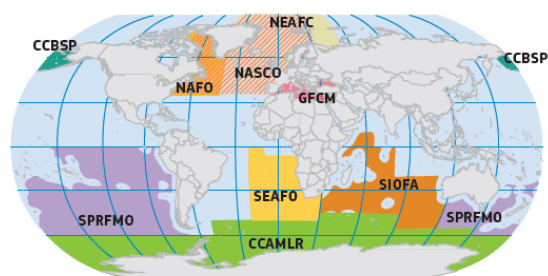 NEAFC
CCBSP
CCBSP
NASCO
NAFO
GFCM
SEAFO
SIOFA
SPRFMO
SPRFMO
CCAMLR